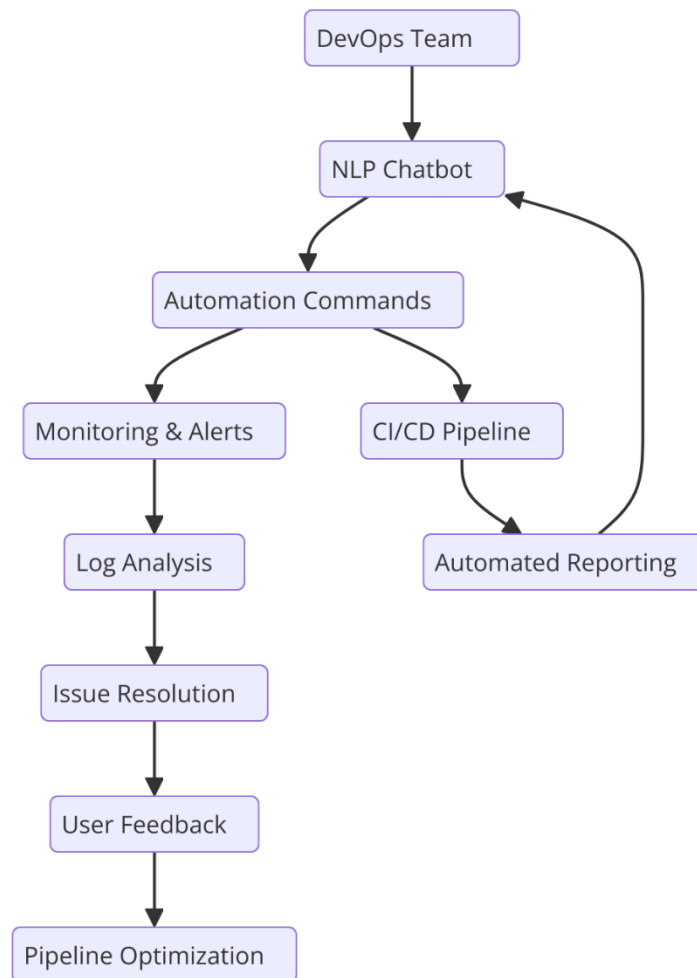 DevOps Team
NLP Chatbot
Automation Commands
Monitoring & Alerts
CI/CD Pipeline
Log Analysis
Automated Reporting
Issue Resolution
User Feedback
Pipeline Optimization